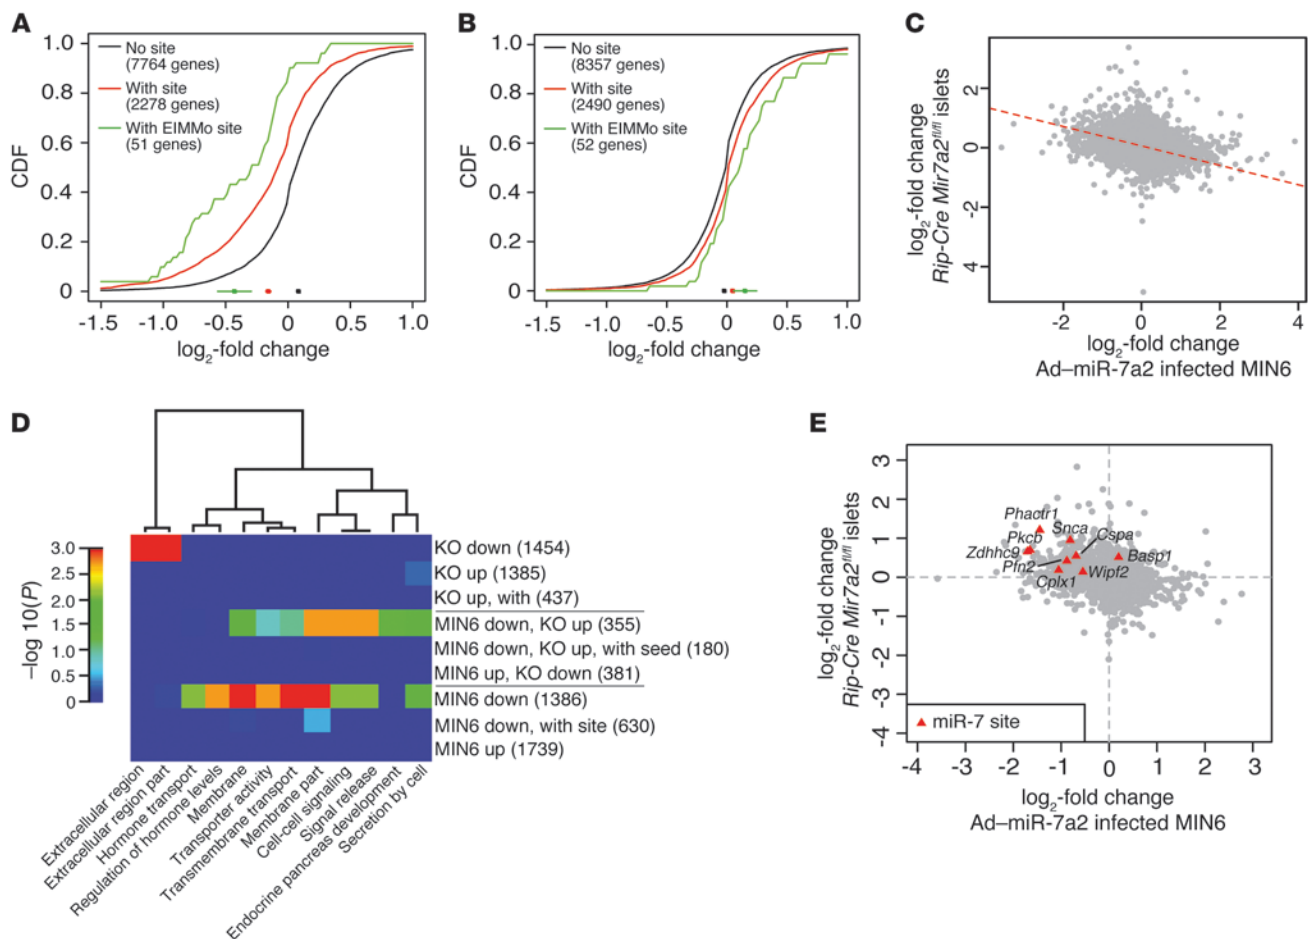 A
1.0
0.8
0.6
0.4
0.2
0
CDF
No site
(7764 genes)
With site
(2278 genes)
With EIMMo site
(51 genes)
-1.5
-1.0
-0.5
0
0.5
1.0
log2-fold change
B
1.0
0.8
0.6
0.4
0.2
0
CDF
No site
(8357 genes)
With site
(2490 genes)
With EIMMo site
(52 genes)
-1.5
-1.0
-0.5
0
0.5
1.0
log2-fold change
C
log2-fold change
Rip-Cre Mir7a2fl/fl islets
2
0
-2
4
-2
0
2
4
log2-fold change
Ad–miR-7a2 infected MIN6
D
–log 10(P)
3.0
2.5
2.0
1.5
1.0
0.5
0
KO down (1454)
KO up (1385)
KO up, with (437)
MIN6 down, KO up (355)
MIN6 down, KO up, with seed (180)
MIN6 up, KO down (381)
MIN6 down (1386)
MIN6 down, with site (630)
MIN6 up (1739)
Extracellular region
Extracellular region part
Hormone transport
Regulation of hormone levels
Membrane
Transporter activity
Transmembrane transport
Membrane part
Cell-cell signaling
Signal release
Endocrine pancreas development
Secretion by cell
E
log2-fold change
Rip-Cre Mir7a2fl/fl islets
3
2
1
0
-1
-2
-3
-4
Phactr1
Pkcb
Snca
Cspa
Zdhhc9
Pfn2
Basp1
Cplx1
Wipf2
miR-7 site
-4
-3
-2
-1
0
1
2
3
log2-fold change
Ad–miR-7a2 infected MIN6